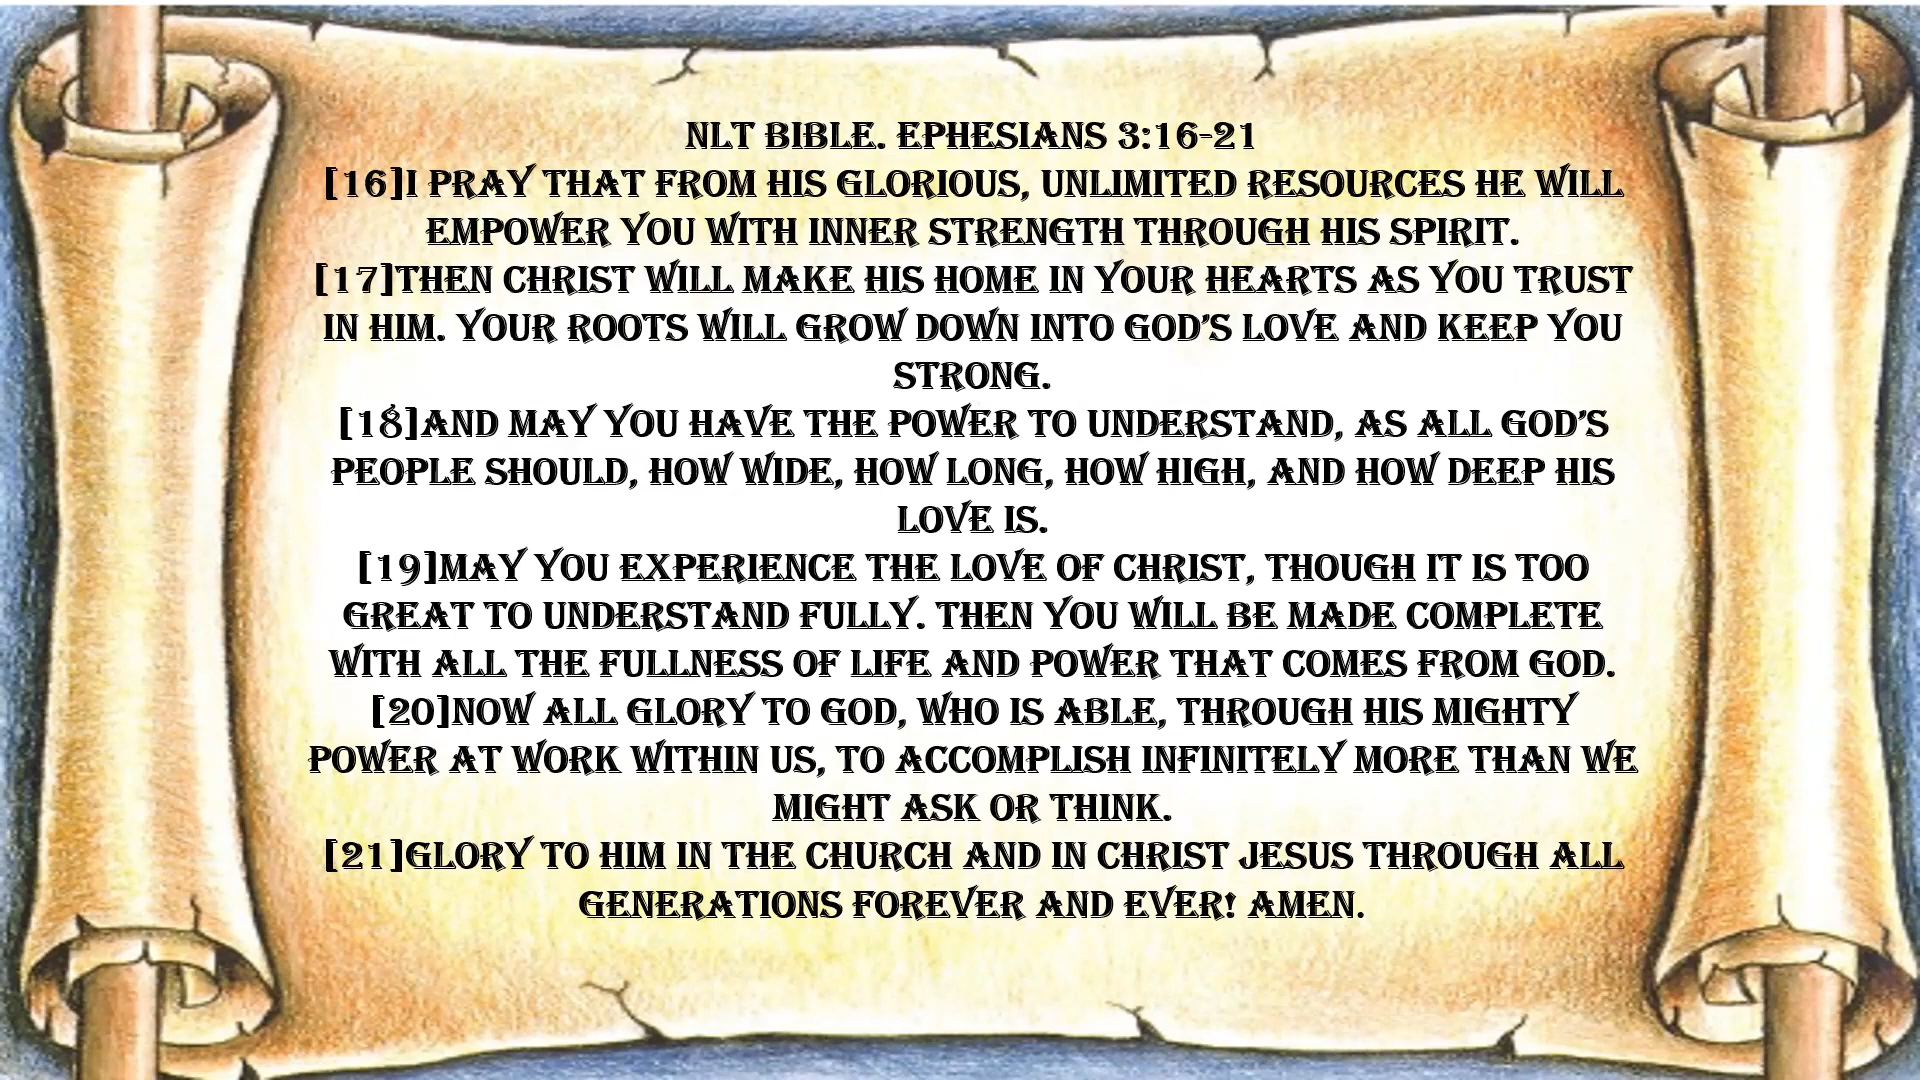 NLT BIBLE. EPHESIANS 3:16-21
[16]I PRAY THAT FROM HIS GLORIOUS, UNLIMITED RESOURCES HE WILL
EMPOWER YOU WITH INNER STRENGTH THROUGH HIS SPIRIT.
[17]THEN CHRIST WILL MAKE HIS HOME IN YOUR HEARTS AS YOU TRUST
IN HIM. YOUR ROOTS WILL GROW DOWN INTO GOD'S LOVE AND KEEP YOU
STRONG.
[18]AND MAY YOU HAVE THE POWER TO UNDERSTAND, AS ALL GOD'S
PEOPLE SHOULD, HOW WIDE, HOW LONG, HOW HIGH, AND HOW DEEP HIS
LOVE IS.
[19]MAY YOU EXPERIENCE THE LOVE OF CHRIST, THOUGH IT IS TOO
GREAT TO UNDERSTAND FULLY. THEN YOU WILL BE MADE COMPLETE
WITH ALL THE FULLNESS OF LIFE AND POWER THAT COMES FROM GOD.
[20]NOW ALL GLORY TO GOD, WHO IS ABLE, THROUGH HIS MIGHTY
POWER AT WORK WITHIN US, TO ACCOMPLISH INFINITELY MORE THAN WE
MIGHT ASK OR THINK.
[21]GLORY TO HIM IN THE CHURCH AND IN CHRIST JESUS THROUGH ALL
GENERATIONS FOREVER AND EVER! AMEN.